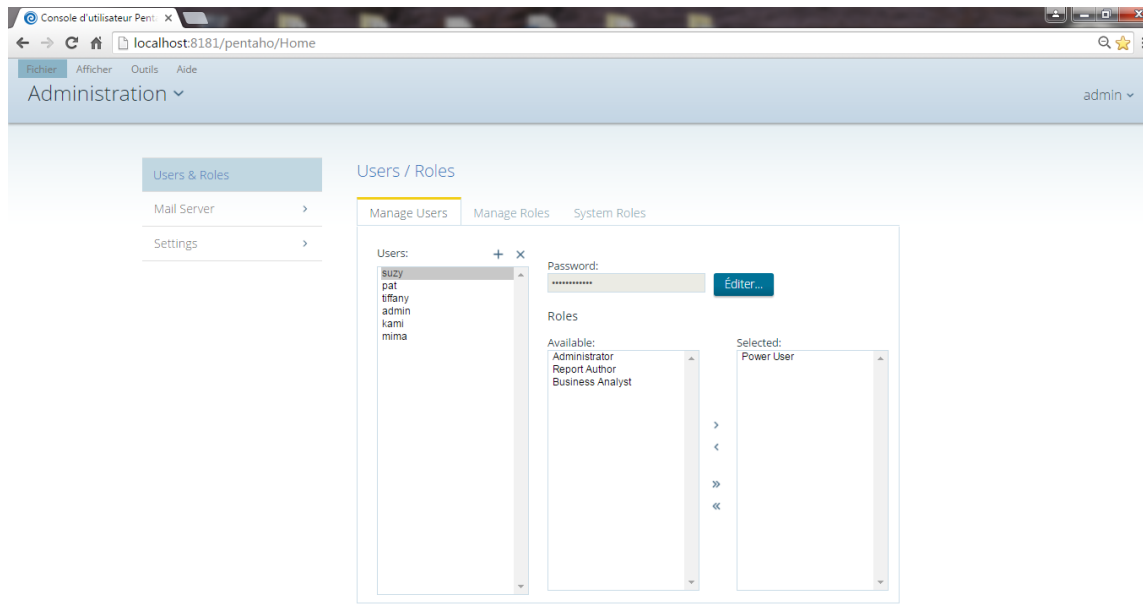 Console d'utilisateur Pent
localhost:8181/pentaho/Home
Fichier Afficher Outils Aide
Administration
admin
Users & Roles
Mail Server
Settings
Users / Roles
Manage Users Manage Roles System Roles
Users:
suzy
pat
tiffany
admin
kami
mima
Password:
••••••••••••
Éditer...
Roles
Available:
Administrator
Report Author
Business Analyst
Selected:
Power User